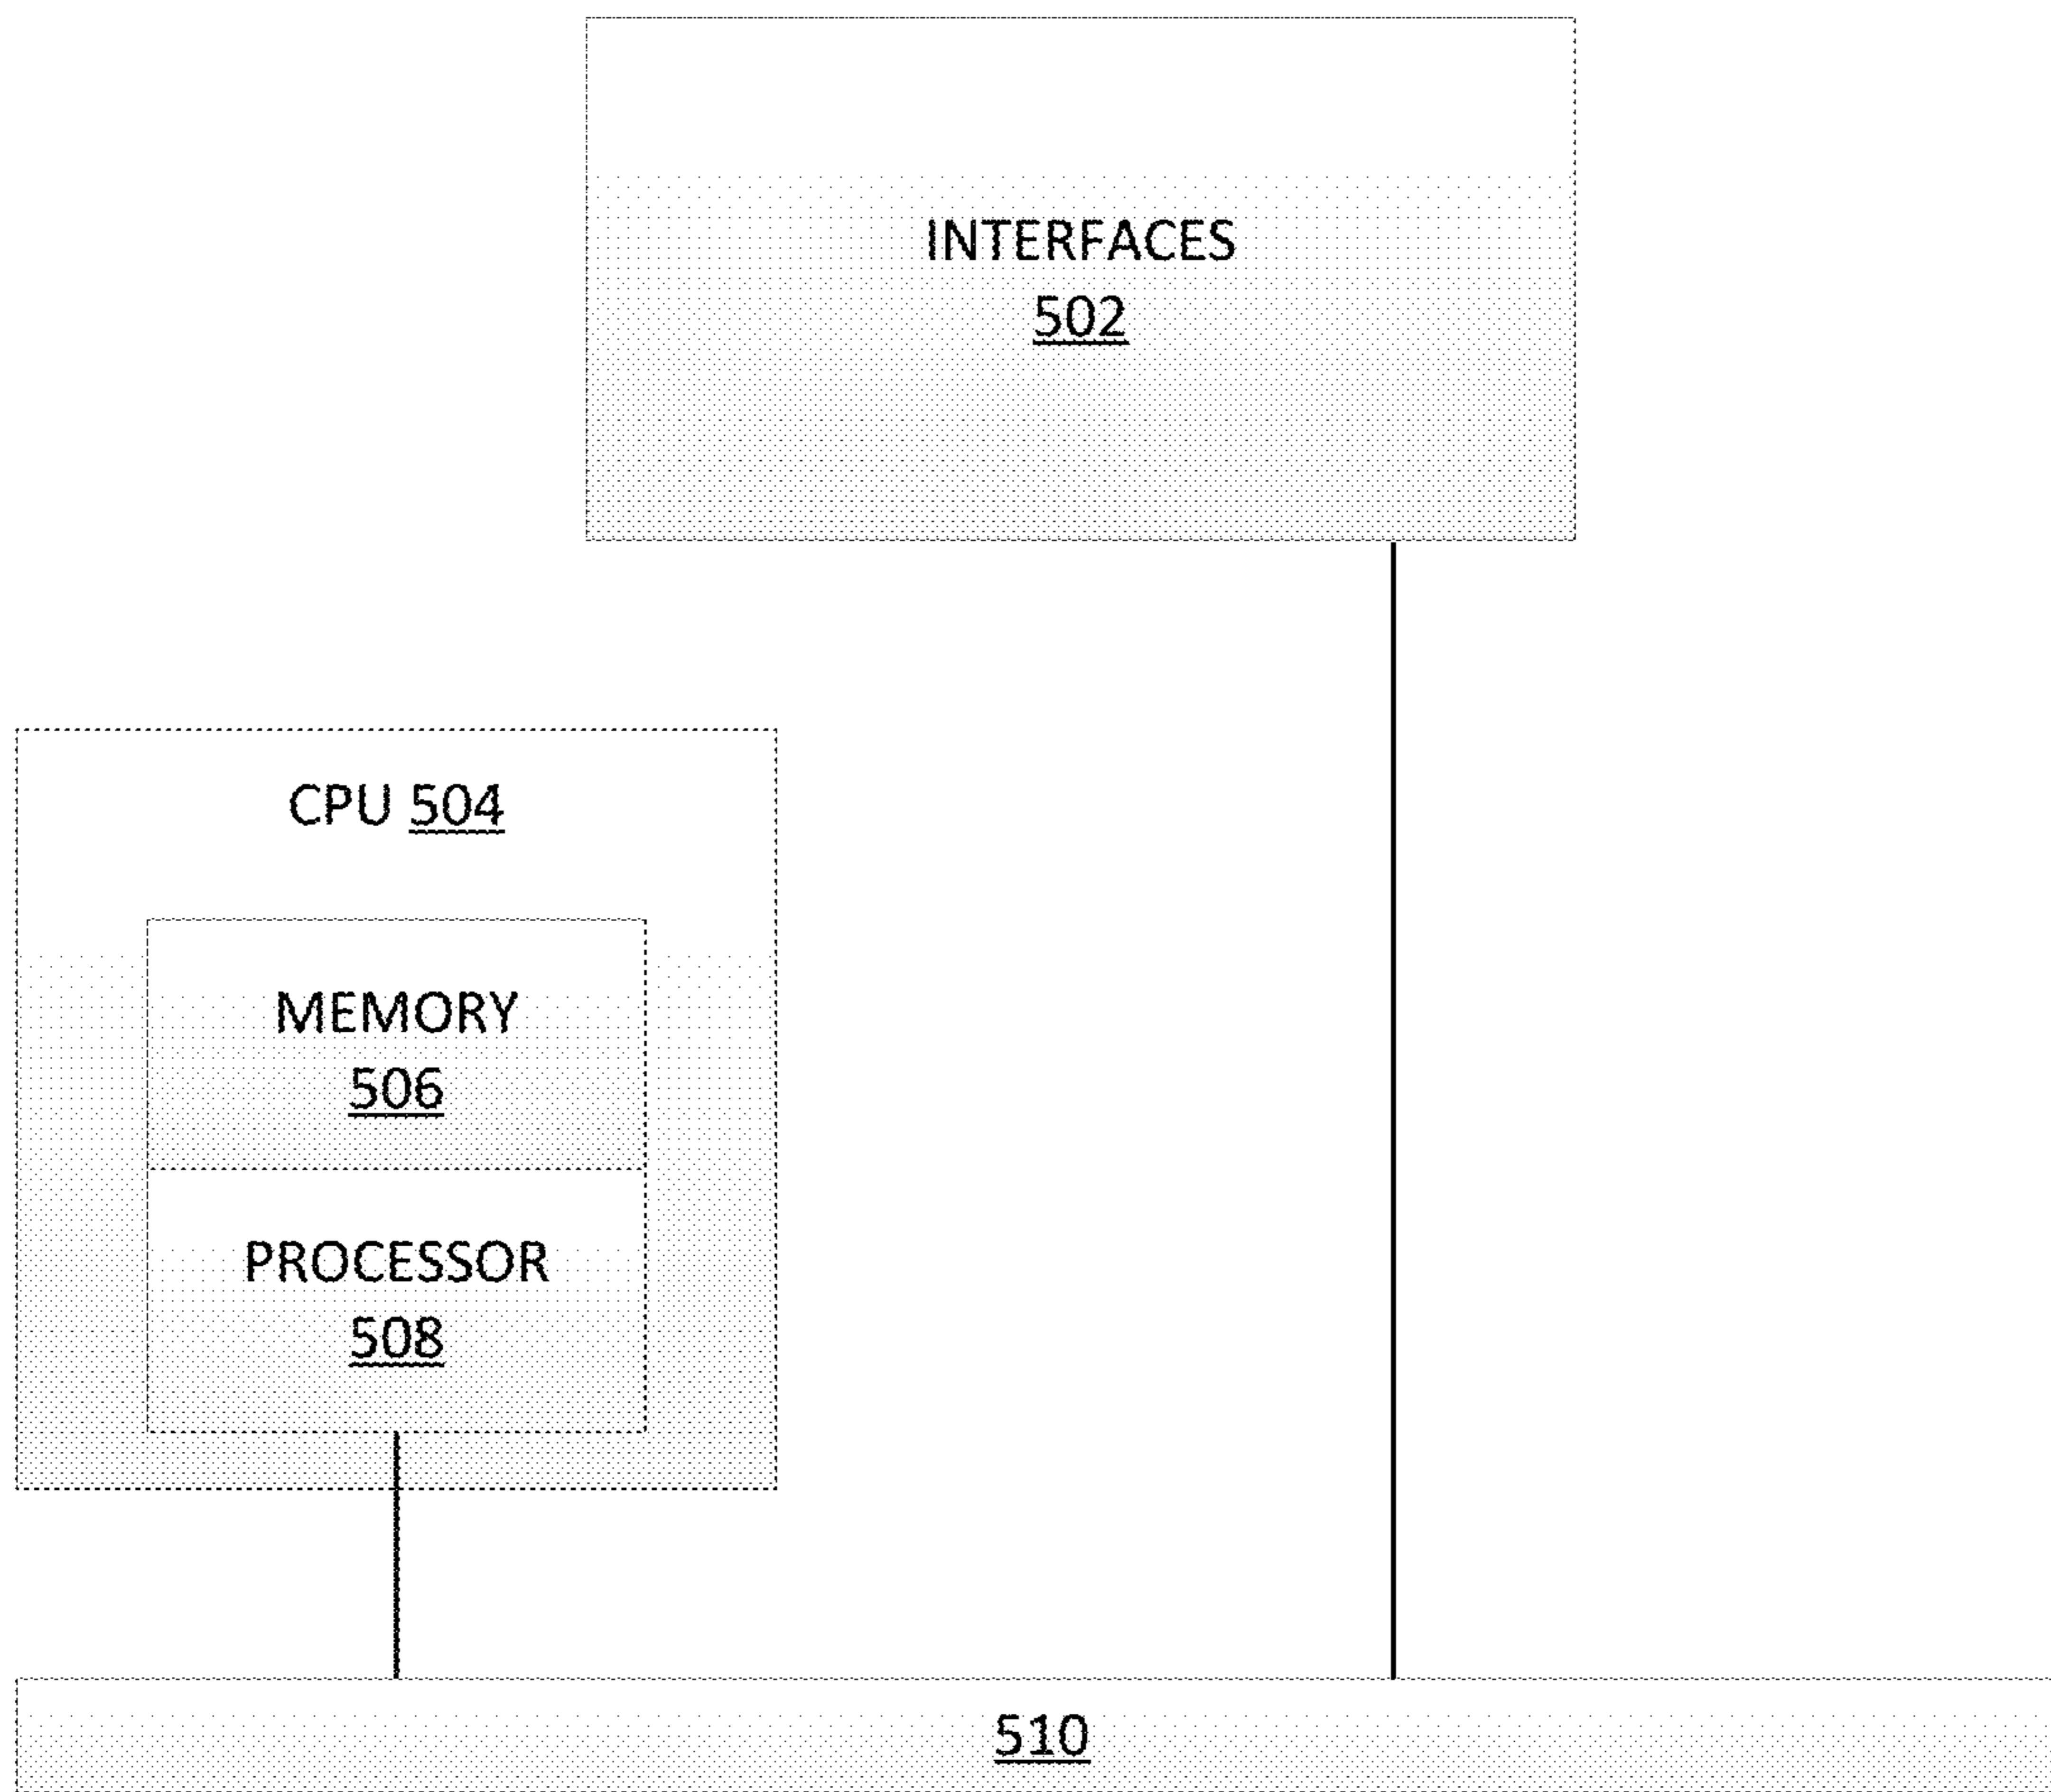 INTERFACES
502
CPU 504
MEMORY
506
PROCESSOR
508
510